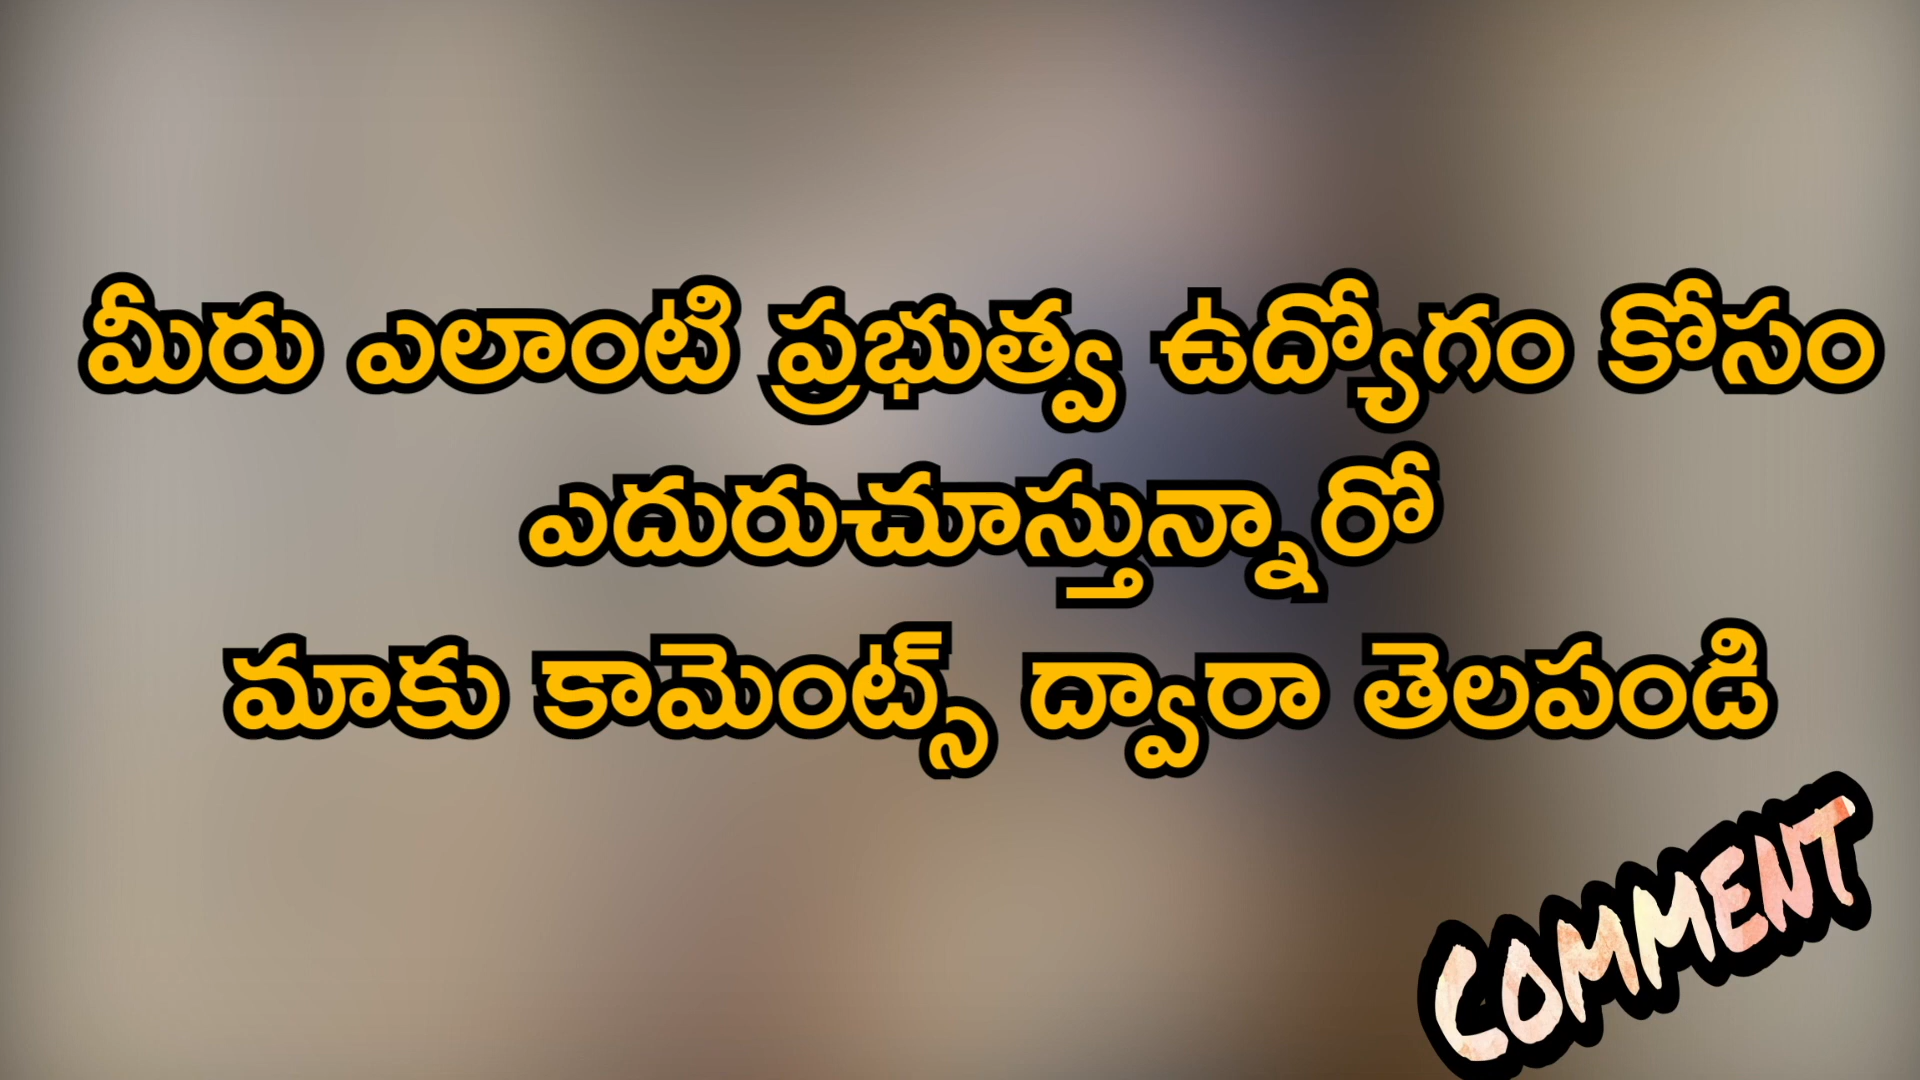 మీరు ఎలాంటి ప్రభుత్వ ఉద్యోగం కోసం
ఎదురుచూస్తున్నారో
మాకు కామెంట్స్ ద్వారా తెలపండి
COMMENT